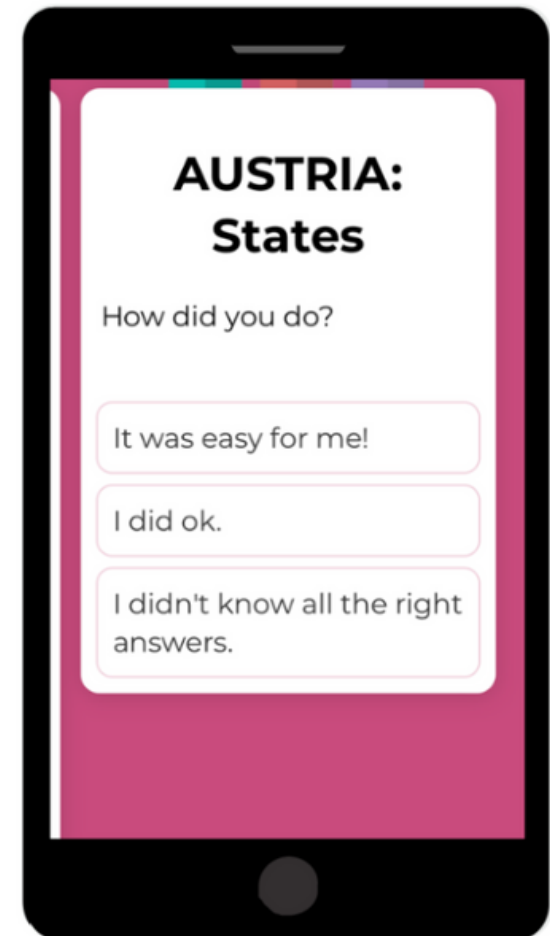 AUSTRIA:
States
How did you do?
It was easy for me!
I did ok.
I didn't know all the right
answers.